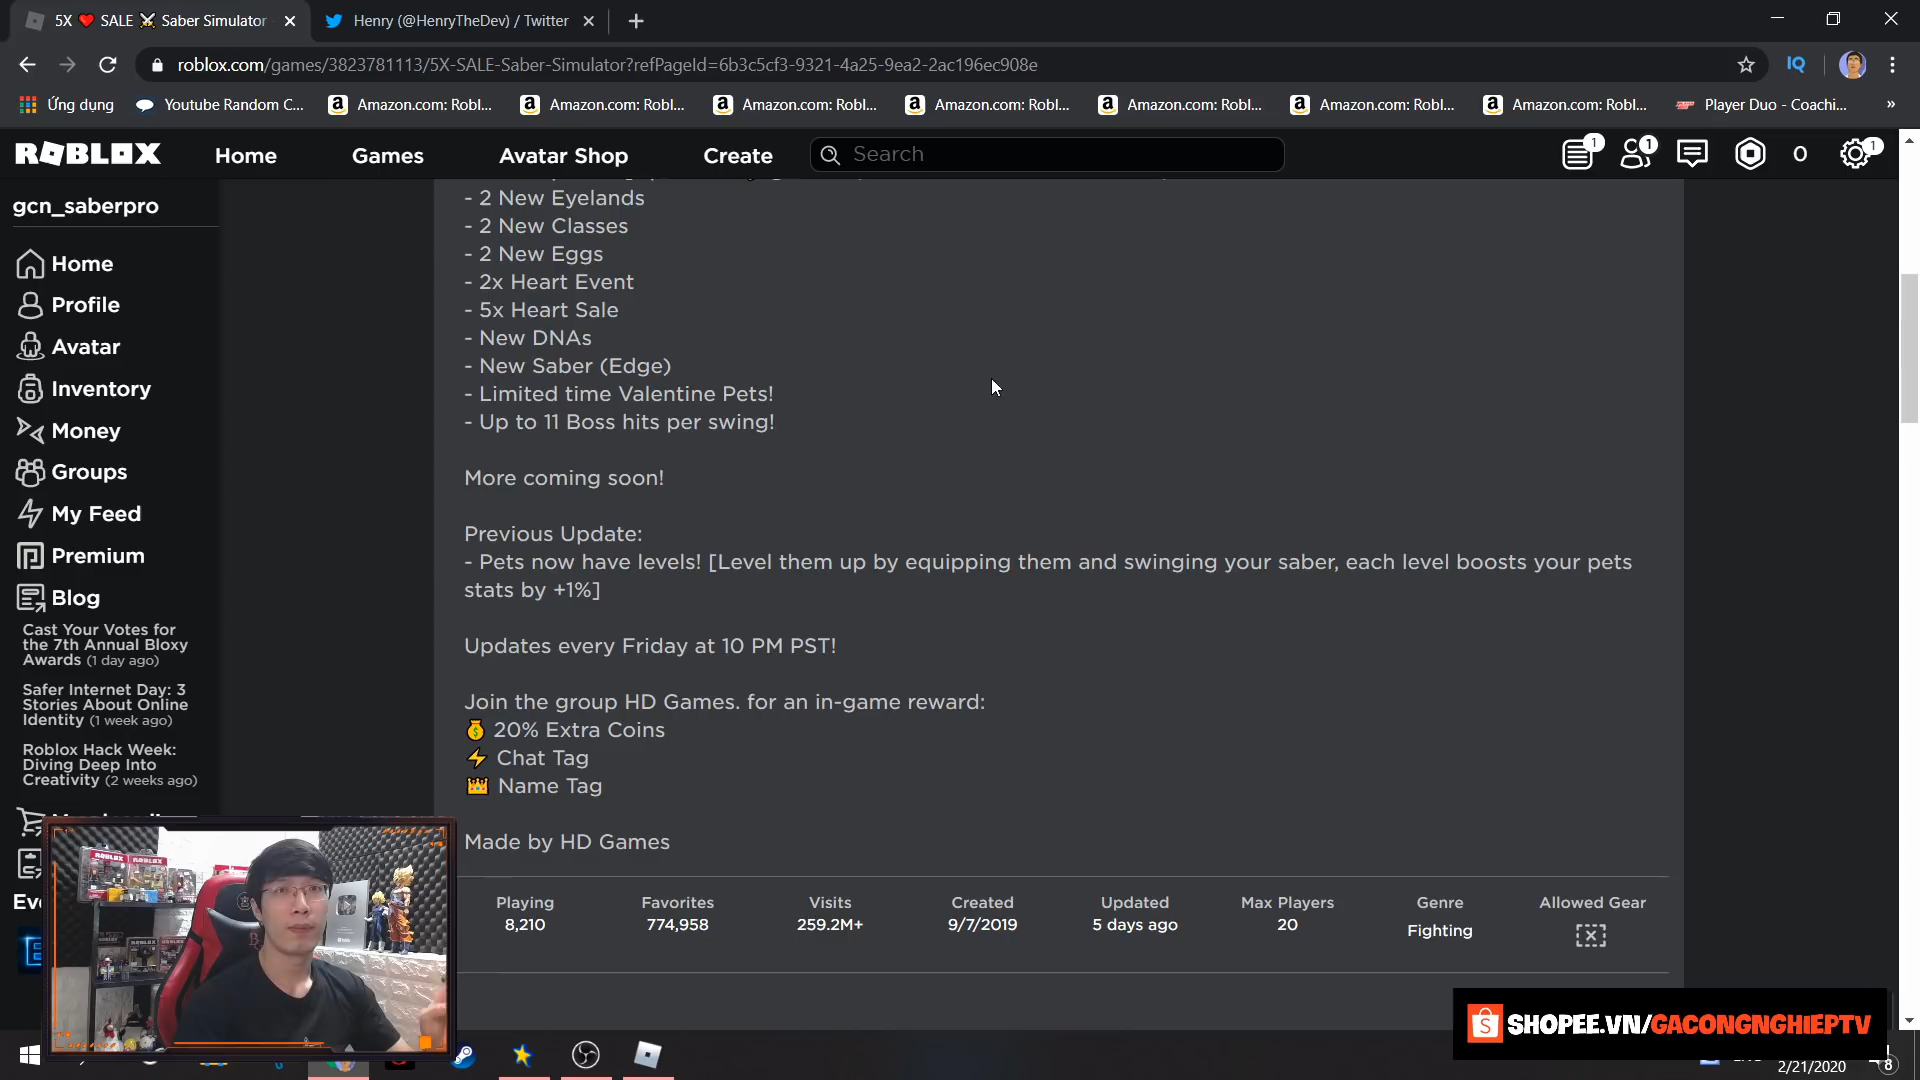 5X ❤️ SALE ⚔️ Saber Simulator
Henry (@HenryTheDev) / Twitter
roblox.com/games/3823781113/5X-SALE-Saber-Simulator?refPageId=6b3c5cf3-9321-4a25-9ea2-2ac196ec908e
IQ
Ứng dụng
Youtube Random C...
Amazon.com: Robl...
Amazon.com: Robl...
Amazon.com: Robl...
Amazon.com: Robl...
Amazon.com: Robl...
Amazon.com: Robl...
Amazon.com: Robl...
Player Duo - Coachi...
»
ROBLOX
Home
Games
Avatar Shop
Create
Search
1
1
0
1
gcn_saberpro
Home
Profile
Avatar
Inventory
Money
Groups
My Feed
Premium
Blog
Cast Your Votes for
the 7th Annual Bloxy
Awards (1 day ago)
Safer Internet Day: 3
Stories About Online
Identity (1 week ago)
Roblox Hack Week:
Diving Deep Into
Creativity (2 weeks ago)
- 2 New Eyelands
- 2 New Classes
- 2 New Eggs
- 2x Heart Event
- 5x Heart Sale
- New DNAs
- New Saber (Edge)
- Limited time Valentine Pets!
- Up to 11 Boss hits per swing!
More coming soon!
Previous Update:
- Pets now have levels! [Level them up by equipping them and swinging your saber, each level boosts your pets
stats by +1%]
Updates every Friday at 10 PM PST!
Join the group HD Games. for an in-game reward:
💰 20% Extra Coins
⚡ Chat Tag
👑 Name Tag
Made by HD Games
Playing
8,210
Favorites
774,958
Visits
259.2M+
Created
9/7/2019
Updated
5 days ago
Max Players
20
Genre
Fighting
Allowed Gear
ROBLOX
ROBLOX
SHOPEE.VN/GACONGNGHIEPTV
2/21/2020
8